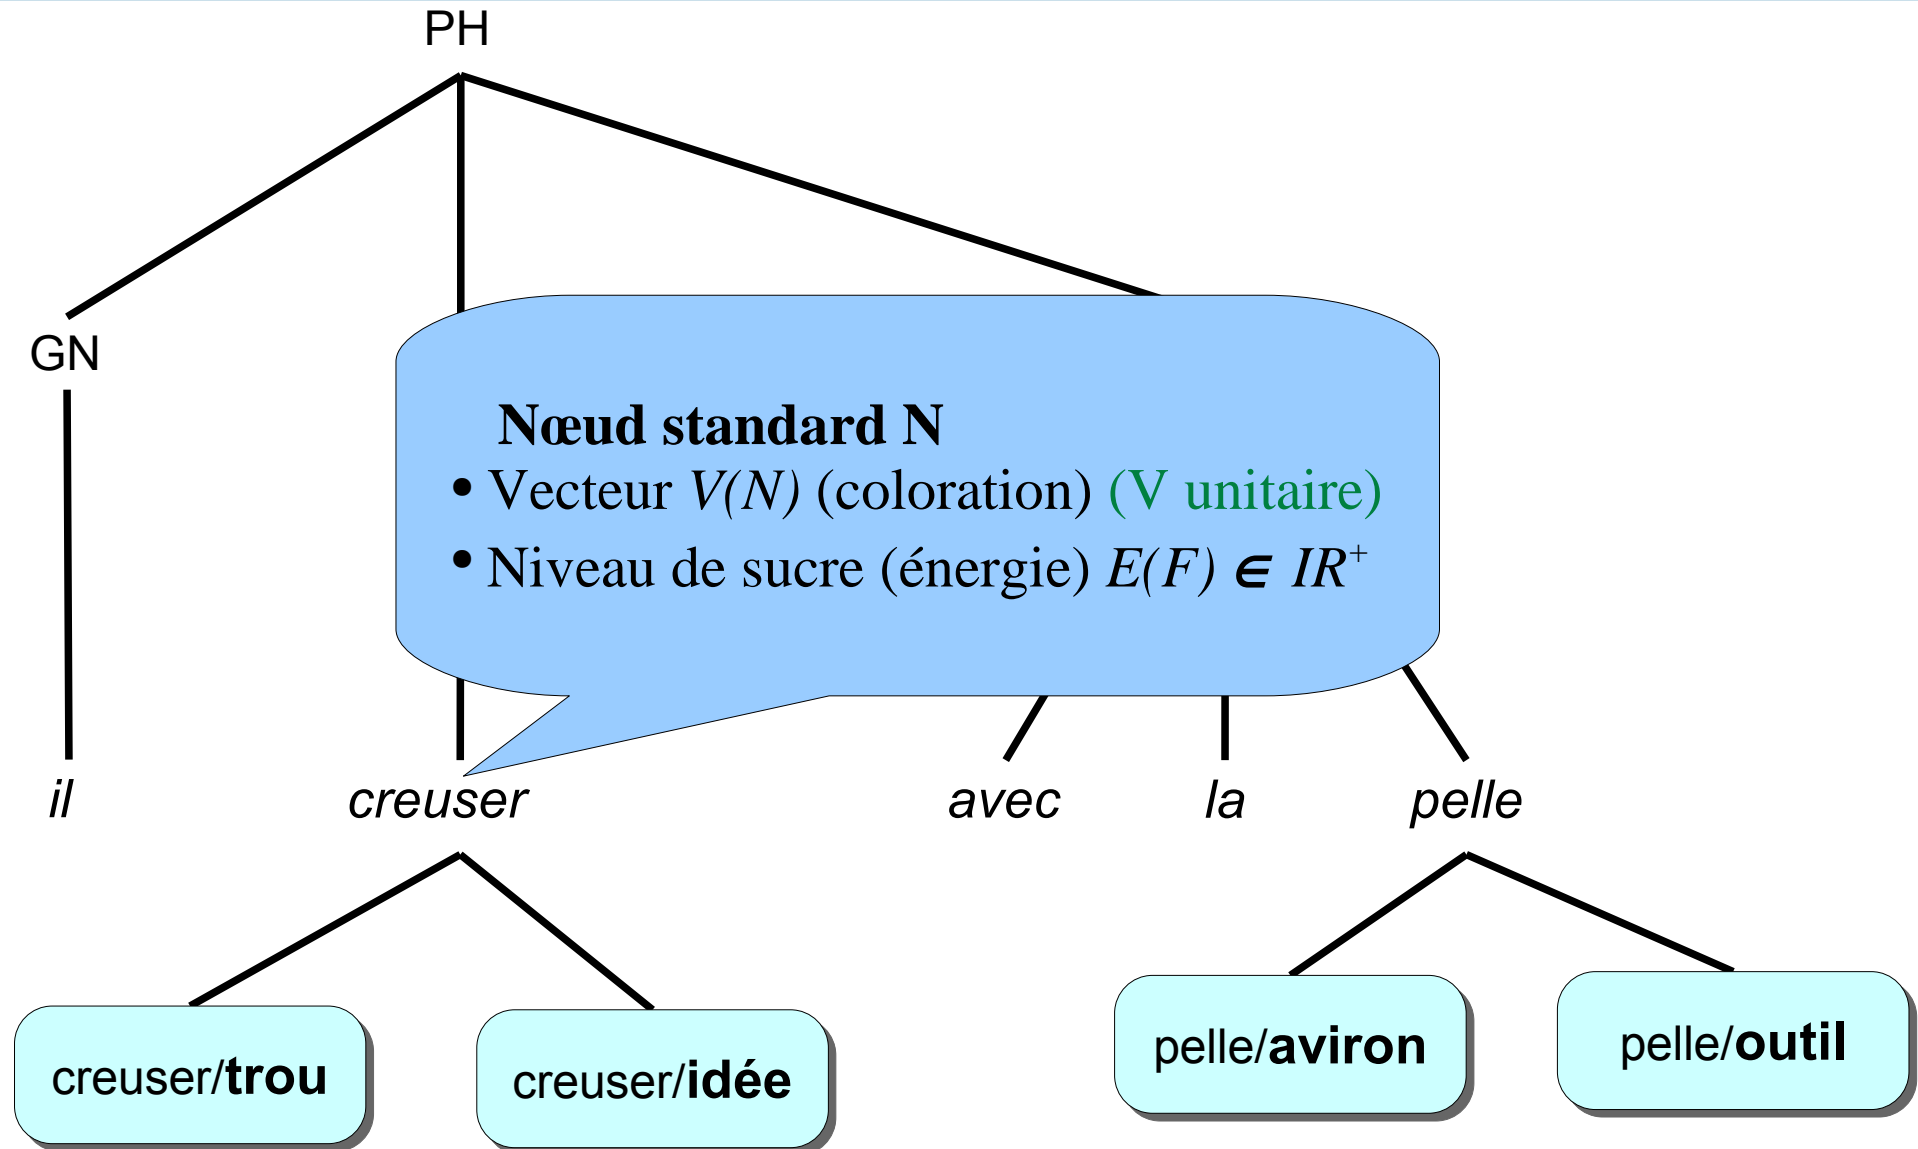 PH
GN
Nœud standard N
• Vecteur V(N) (coloration) (V unitaire)
• Niveau de sucre (énergie) E(F) ∈ IR⁺
il creuser avec la pelle
creuser/trou creuser/idée pelle/aviron pelle/outil